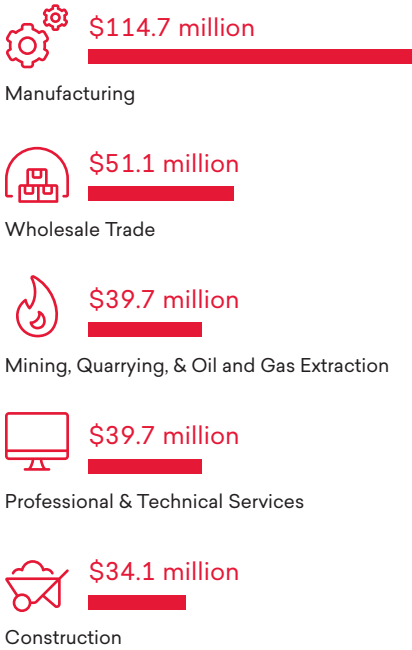 $114.7 million
Manufacturing
$51.1 million
Wholesale Trade
$39.7 million
Mining, Quarrying, & Oil and Gas Extraction
$39.7 million
Professional & Technical Services
$34.1 million
Construction